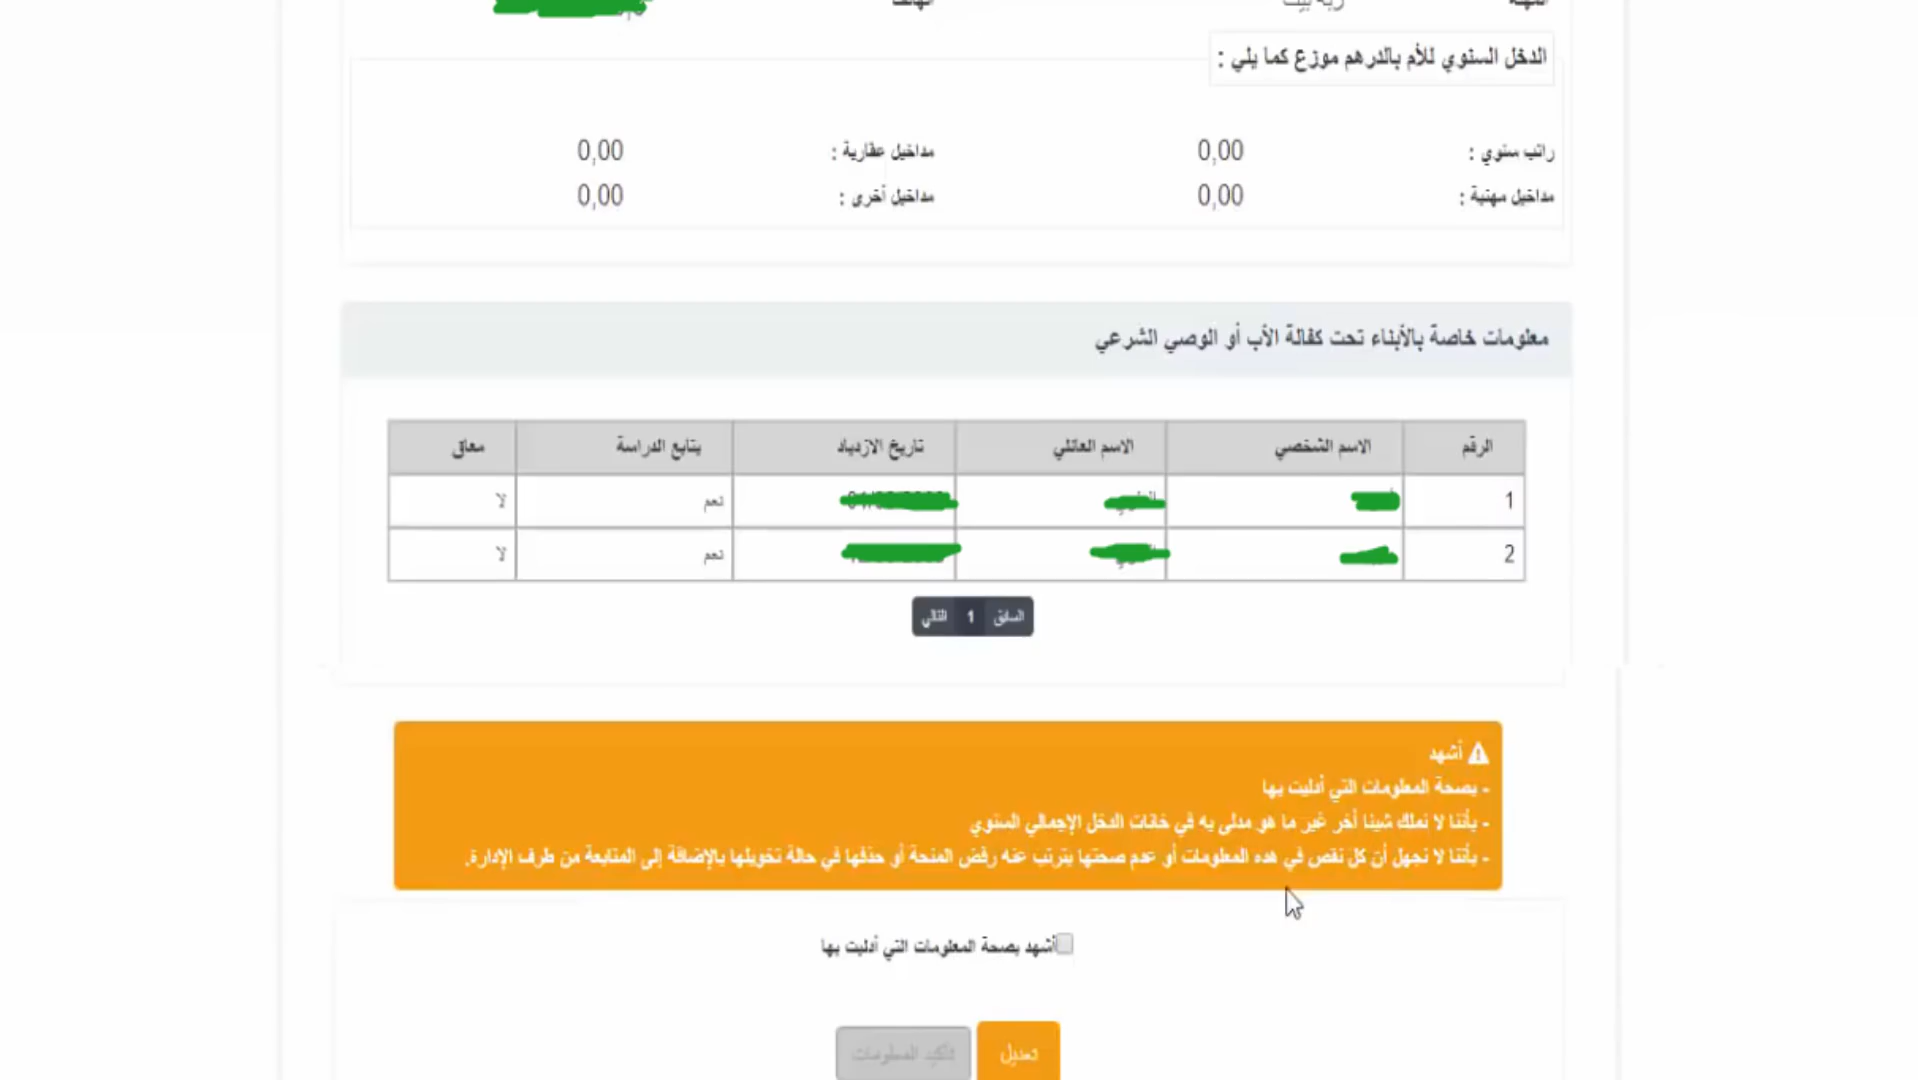 المهنة ربة بيت الهاتف
الدخل السنوي للأم بالدرهم موزع كما يلي :
راتب سنوي : 0,00 مداخيل عقارية : 0,00
مداخيل مهنية : 0,00 مداخيل أخرى : 0,00
معلومات خاصة بالأبناء تحت كفالة الأب أو الوصي الشرعي
الرقم الاسم الشخصي الاسم العائلي تاريخ الازدياد يتابع الدراسة معاق
1 نعم لا
2 نعم لا
السابق 1 التالي
أشهد
- بصحة المعلومات التي أدليت بها
- بأننا لا نملك شيئا أخر غير ما هو مدلى به في خانات الدخل الإجمالي السنوي
- بأننا لا نجهل أن كل نقص في هذه المعلومات أو عدم صحتها يترتب عنه رفض المنحة أو حذفها في حالة تخويلها بالإضافة إلى المتابعة من طرف الإدارة.
أشهد بصحة المعلومات التي أدليت بها
تعديل تأكيد المعلومات